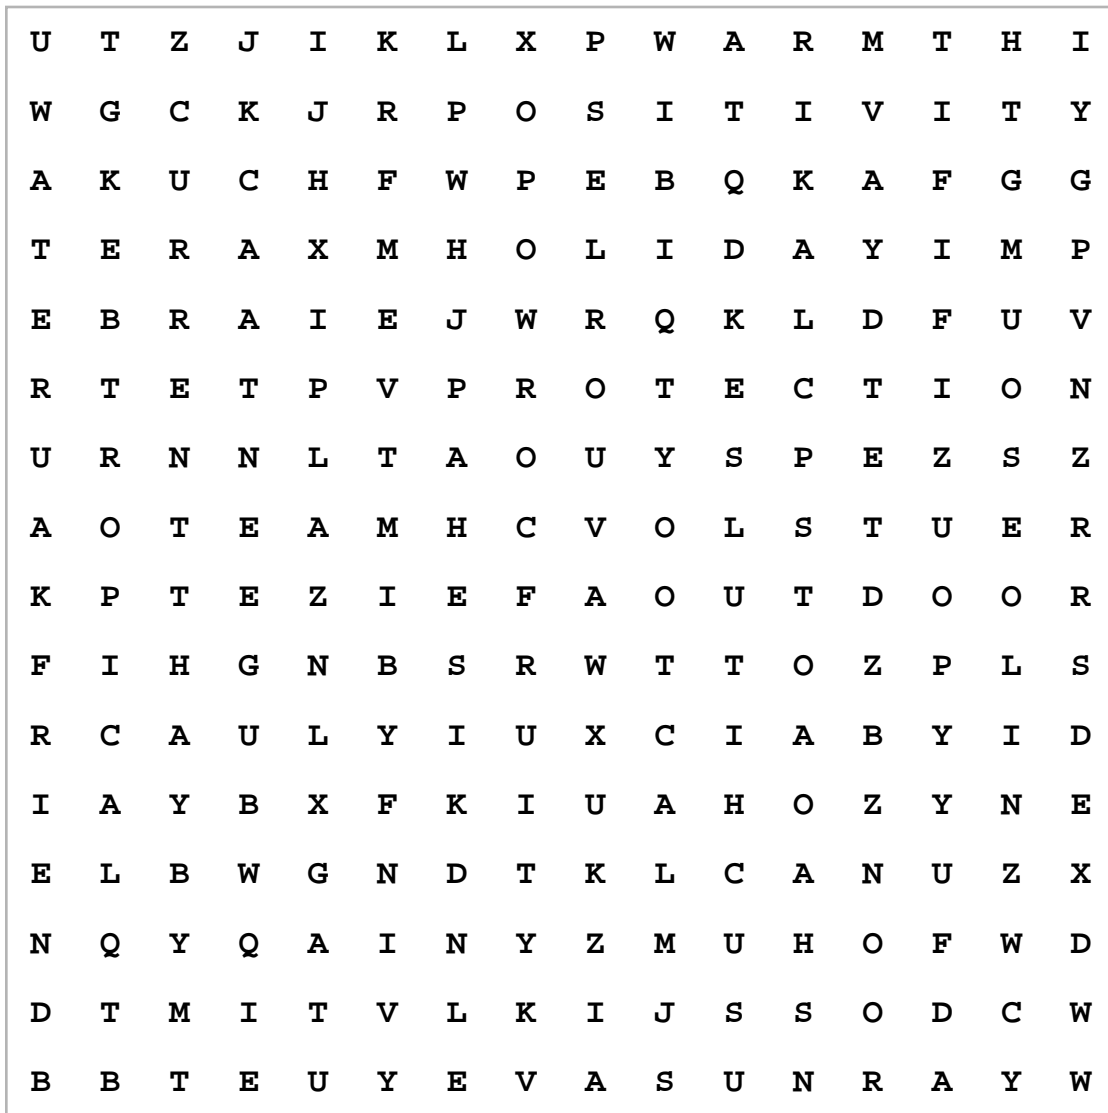 U T Z J I K L X P W A R M T H I
W G C K J R P O S I T I V I T Y
A K U C H F W P E B Q K A F G G
T E R A X M H O L I D A Y I M P
E B R A I E J W R Q K L D F U V
R T E T P V P R O T E C T I O N
U R N N L T A O U Y S P E Z S Z
A O T E A M H C V O L S T U E R
K P T E Z I E F A O U T D O O R
F I H G N B S R W T T O Z P L S
R C A U L Y I U X C I A B Y I D
I A Y B X F K I U A H O Z Y N E
E L B W G N D T K L C A N U Z X
N Q Y Q A I N Y Z M U H O F W D
D T M I T V L K I J S S O D C W
B B T E U Y E V A S U N R A Y W